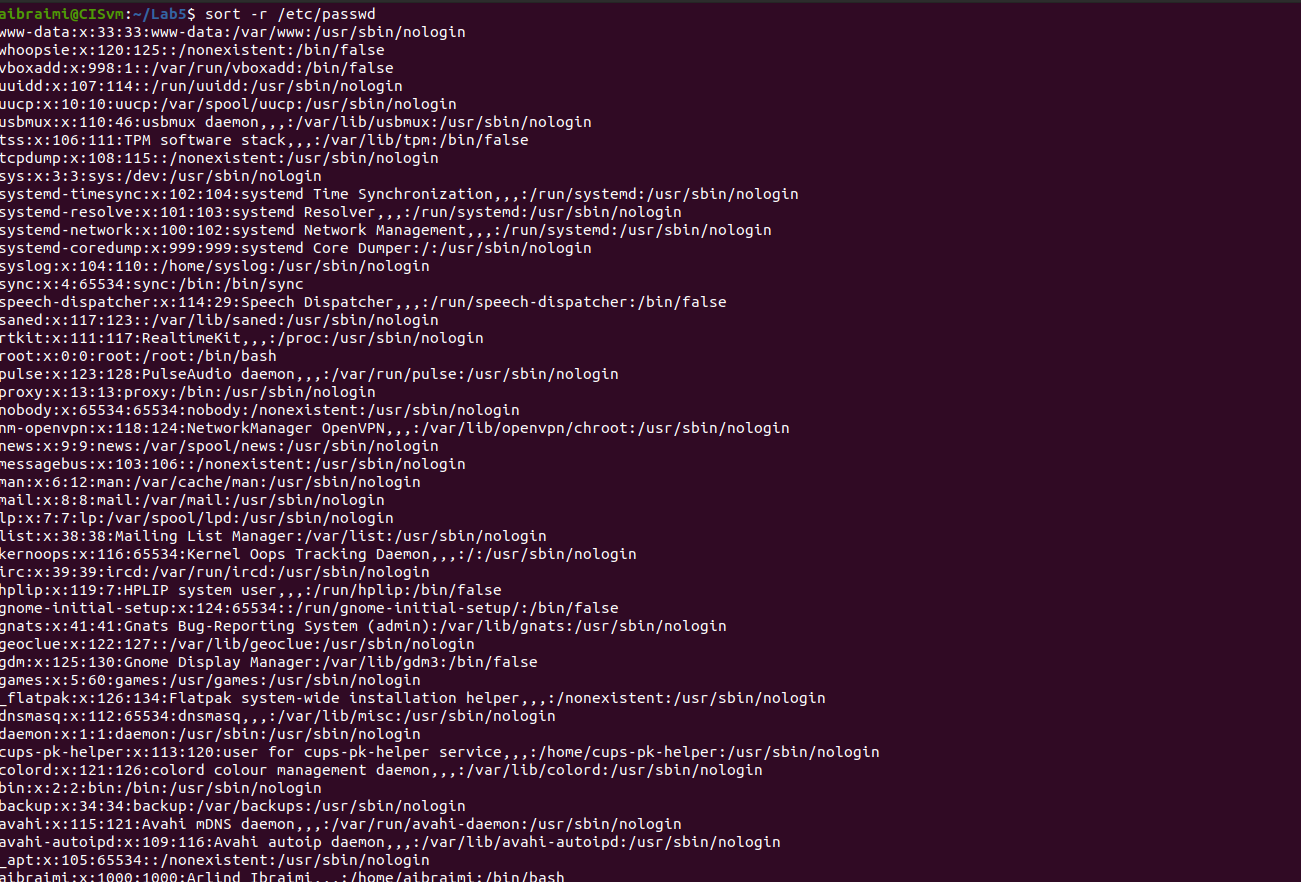 aibraimi@CISvm:~/Lab5$ sort -r /etc/passwd
www-data:x:33:33:www-data:/var/www:/usr/sbin/nologin
whoopsie:x:120:125::/nonexistent:/bin/false
vboxadd:x:998:1::/var/run/vboxadd:/bin/false
uuidd:x:107:114::/run/uuidd:/usr/sbin/nologin
uucp:x:10:10:uucp:/var/spool/uucp:/usr/sbin/nologin
usbmux:x:110:46:usbmux daemon,,,:/var/lib/usbmux:/usr/sbin/nologin
tss:x:106:111:TPM software stack,,,:/var/lib/tpm:/bin/false
tcpdump:x:108:115::/nonexistent:/usr/sbin/nologin
sys:x:3:3:sys:/dev:/usr/sbin/nologin
systemd-timesync:x:102:104:systemd Time Synchronization,,,:/run/systemd:/usr/sbin/nologin
systemd-resolve:x:101:103:systemd Resolver,,,:/run/systemd:/usr/sbin/nologin
systemd-network:x:100:102:systemd Network Management,,,:/run/systemd:/usr/sbin/nologin
systemd-coredump:x:999:999:systemd Core Dumper:/:/usr/sbin/nologin
syslog:x:104:110::/home/syslog:/usr/sbin/nologin
sync:x:4:65534:sync:/bin:/bin/sync
speech-dispatcher:x:114:29:Speech Dispatcher,,,:/run/speech-dispatcher:/bin/false
saned:x:117:123::/var/lib/saned:/usr/sbin/nologin
rtkit:x:111:117:RealtimeKit,,,:/proc:/usr/sbin/nologin
root:x:0:0:root:/root:/bin/bash
pulse:x:123:128:PulseAudio daemon,,,:/var/run/pulse:/usr/sbin/nologin
proxy:x:13:13:proxy:/bin:/usr/sbin/nologin
nobody:x:65534:65534:nobody:/nonexistent:/usr/sbin/nologin
nm-openvpn:x:118:124:NetworkManager OpenVPN,,,:/var/lib/openvpn/chroot:/usr/sbin/nologin
news:x:9:9:news:/var/spool/news:/usr/sbin/nologin
messagebus:x:103:106::/nonexistent:/usr/sbin/nologin
man:x:6:12:man:/var/cache/man:/usr/sbin/nologin
mail:x:8:8:mail:/var/mail:/usr/sbin/nologin
lp:x:7:7:lp:/var/spool/lpd:/usr/sbin/nologin
list:x:38:38:Mailing List Manager:/var/list:/usr/sbin/nologin
kernoops:x:116:65534:Kernel Oops Tracking Daemon,,,:/:/usr/sbin/nologin
irc:x:39:39:ircd:/var/run/ircd:/usr/sbin/nologin
hplip:x:119:7:HPLIP system user,,,:/run/hplip:/bin/false
gnome-initial-setup:x:124:65534::/run/gnome-initial-setup/:/bin/false
gnats:x:41:41:Gnats Bug-Reporting System (admin):/var/lib/gnats:/usr/sbin/nologin
geoclue:x:122:127::/var/lib/geoclue:/usr/sbin/nologin
gdm:x:125:130:Gnome Display Manager:/var/lib/gdm3:/bin/false
games:x:5:60:games:/usr/games:/usr/sbin/nologin
_flatpak:x:126:134:Flatpak system-wide installation helper,,,:/nonexistent:/usr/sbin/nologin
dnsmasq:x:112:65534:dnsmasq,,,:/var/lib/misc:/usr/sbin/nologin
daemon:x:1:1:daemon:/usr/sbin:/usr/sbin/nologin
cups-pk-helper:x:113:120:user for cups-pk-helper service,,,:/home/cups-pk-helper:/usr/sbin/nologin
colord:x:121:126:colord colour management daemon,,,:/var/lib/colord:/usr/sbin/nologin
bin:x:2:2:bin:/bin:/usr/sbin/nologin
backup:x:34:34:backup:/var/backups:/usr/sbin/nologin
avahi:x:115:121:Avahi mDNS daemon,,,:/var/run/avahi-daemon:/usr/sbin/nologin
avahi-autoipd:x:109:116:Avahi autoip daemon,,,:/var/lib/avahi-autoipd:/usr/sbin/nologin
_apt:x:105:65534::/nonexistent:/usr/sbin/nologin
aibraimi:x:1000:1000:Arlind Ibraimi,,,:/home/aibraimi:/bin/bash